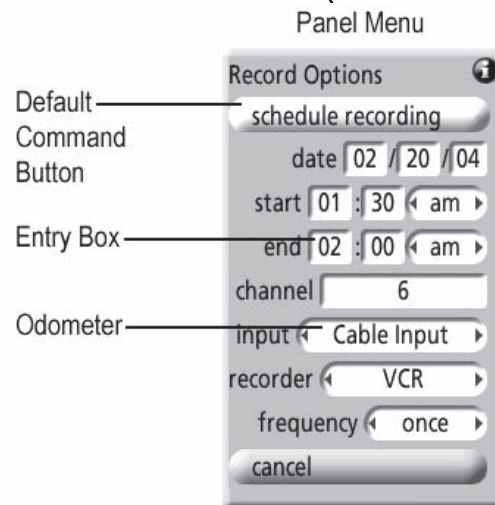 Panel Menu
Record Options i
Default
Command
Button
schedule recording
date 02 / 20 / 04
start 01 : 30 am
Entry Box
end 02 : 00 am
channel 6
Odometer
input Cable Input
recorder VCR
frequency once
cancel